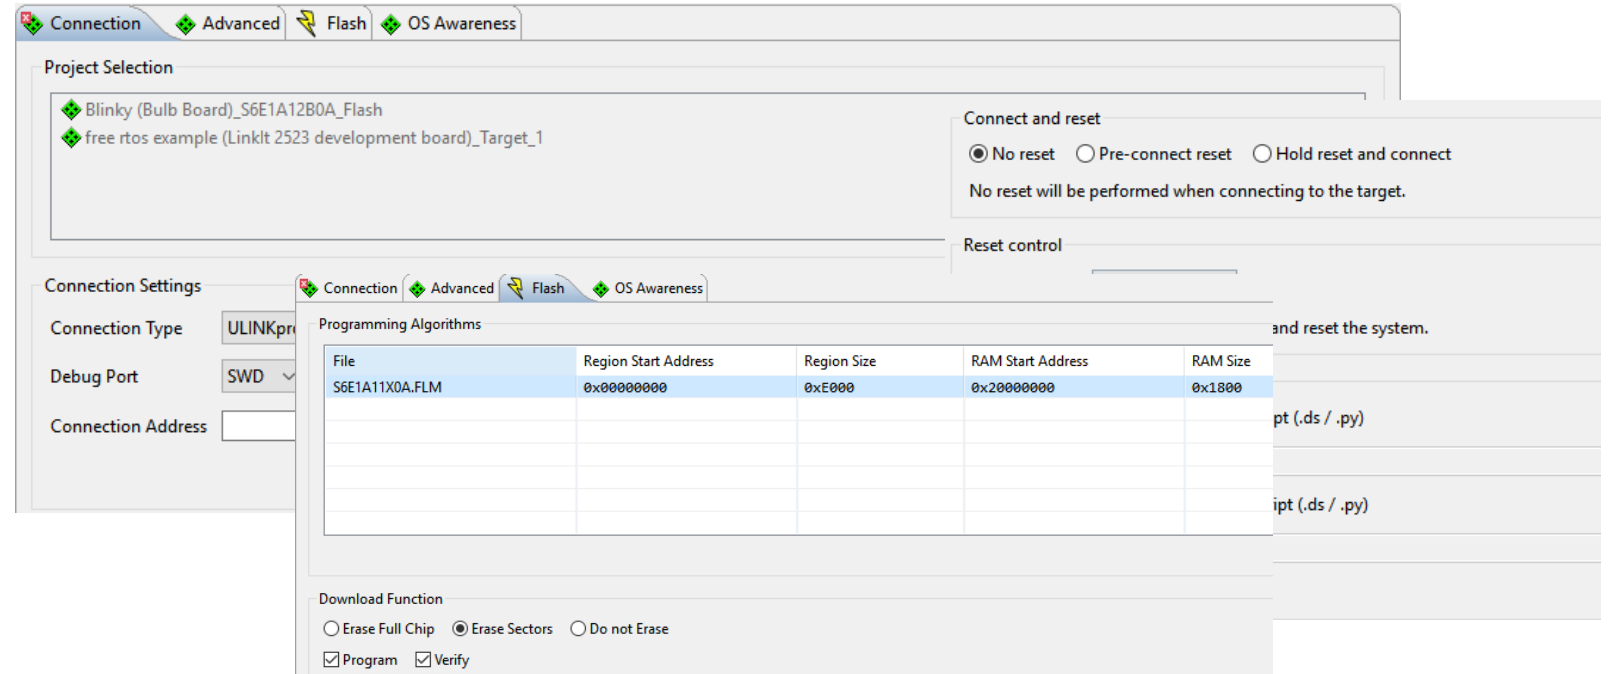 Connection Advanced Flash OS Awareness
Project Selection
Blinky (Bulb Board)_S6E1A12B0A_Flash
free rtos example (LinkIt 2523 development board)_Target_1
Connect and reset
No reset Pre-connect reset Hold reset and connect
No reset will be performed when connecting to the target.
Reset control
and reset the system.
(.ds / .py)
(.ds / .py)
Connection Settings
Connection Type
Debug Port SWD
Connection Address
Connection Advanced Flash OS Awareness
Programming Algorithms
File Region Start Address Region Size RAM Start Address RAM Size
S6E1A11X0A.FLM 0x00000000 0xE000 0x20000000 0x1800
Download Function
Erase Full Chip Erase Sectors Do not Erase
Program Verify